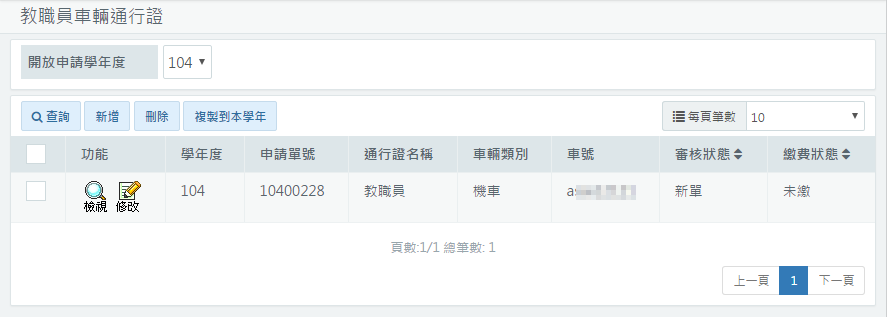 教職員車輛通行證
開放申請學年度 104
查詢 新增 刪除 複製到本學年 每頁筆數 10
功能 學年度 申請單號 通行證名稱 車輛類別 車號 審核狀態 繳費狀態
檢視 修改 104 10400228 教職員 機車 新單 未繳
頁數:1/1 總筆數: 1
上一頁 1 下一頁